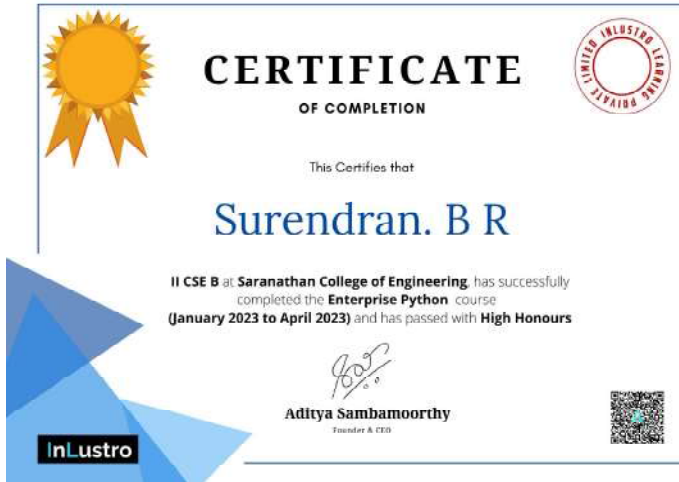 CERTIFICATE
OF COMPLETION
INLUSTRO LEARNING PRIVATE LIMITED
This Certifies that
Surendran. B R
II CSE B at Saranathan College of Engineering, has successfully
completed the Enterprise Python course
(January 2023 to April 2023) and has passed with High Honours
Aditya Sambamoorthy
Founder & CEO
InLustro